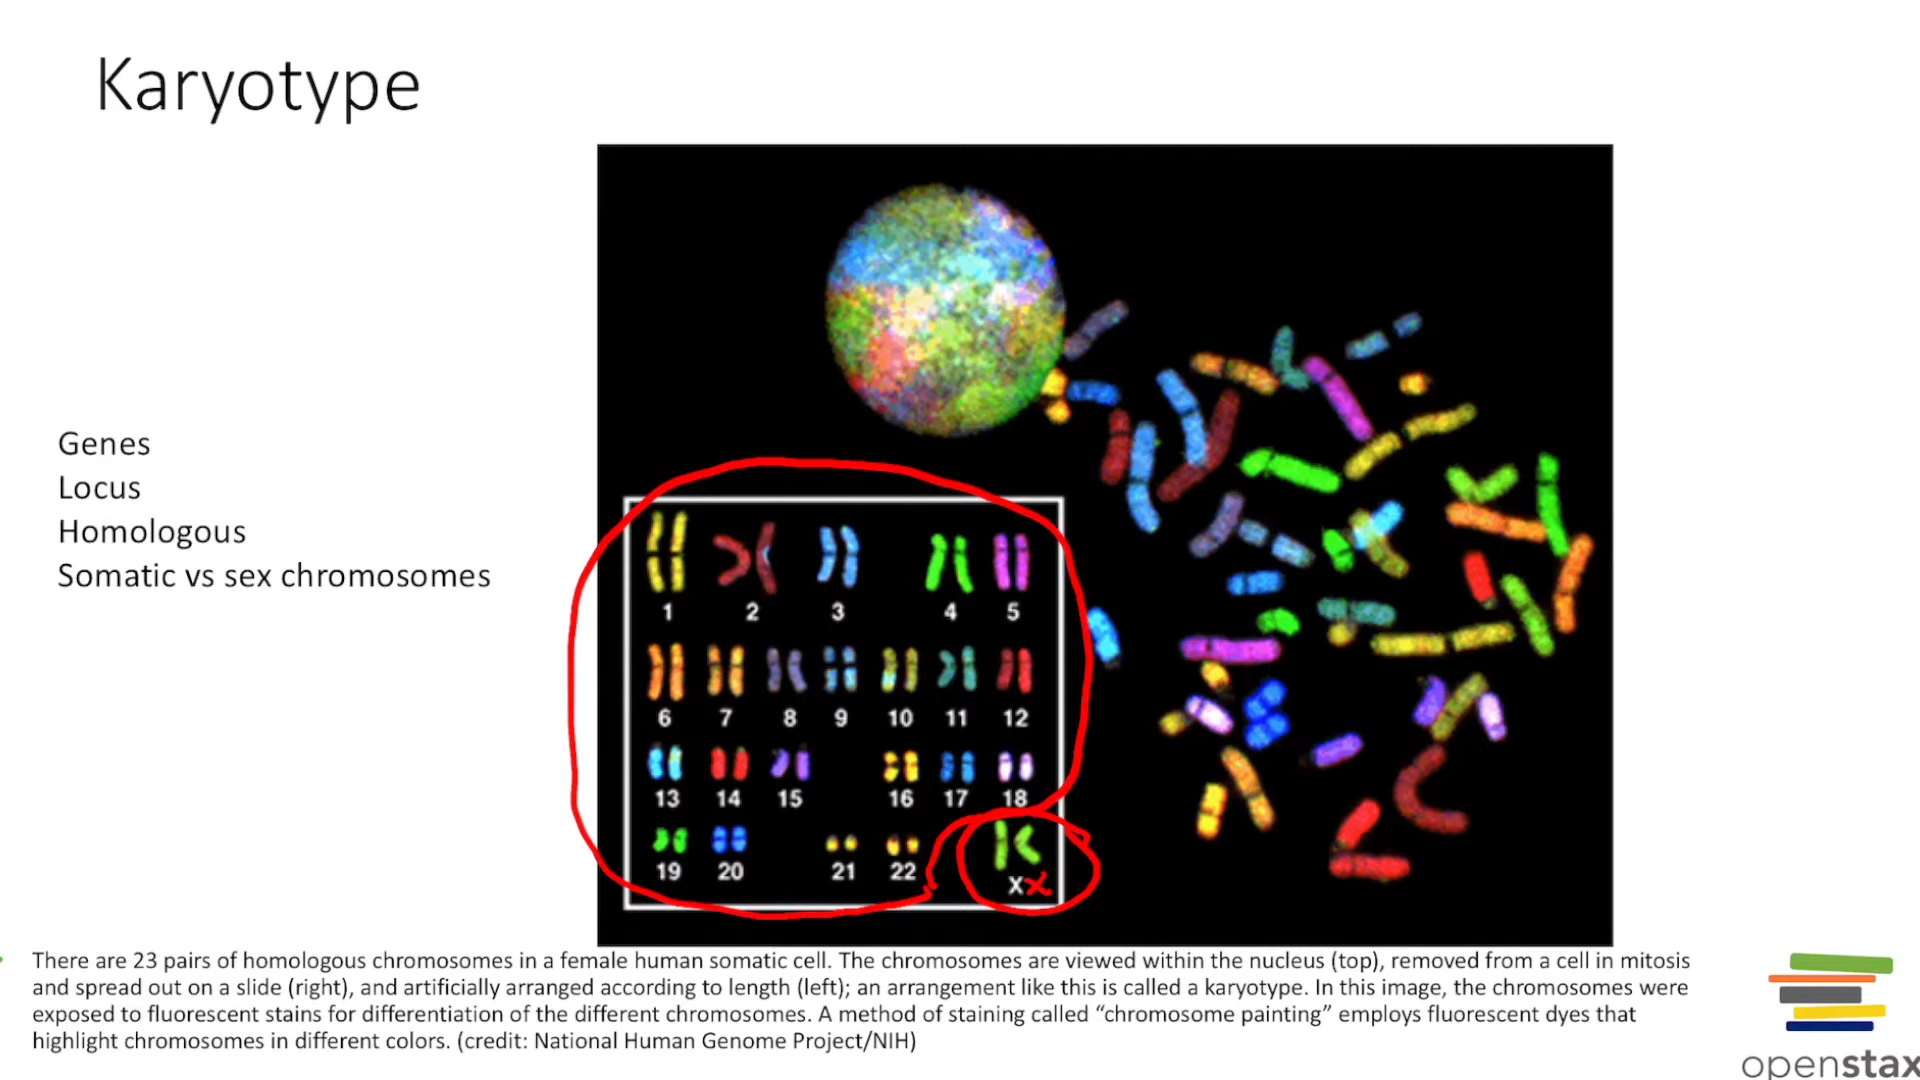 Karyotype
Genes
Locus
Homologous
Somatic vs sex chromosomes
1 2 3 4 5
6 7 8 9 10 11 12
13 14 15 16 17 18
19 20 21 22 XX
There are 23 pairs of homologous chromosomes in a female human somatic cell. The chromosomes are viewed within the nucleus (top), removed from a cell in mitosis
and spread out on a slide (right), and artificially arranged according to length (left); an arrangement like this is called a karyotype. In this image, the chromosomes were
exposed to fluorescent stains for differentiation of the different chromosomes. A method of staining called “chromosome painting” employs fluorescent dyes that
highlight chromosomes in different colors. (credit: National Human Genome Project/NIH)
openstax